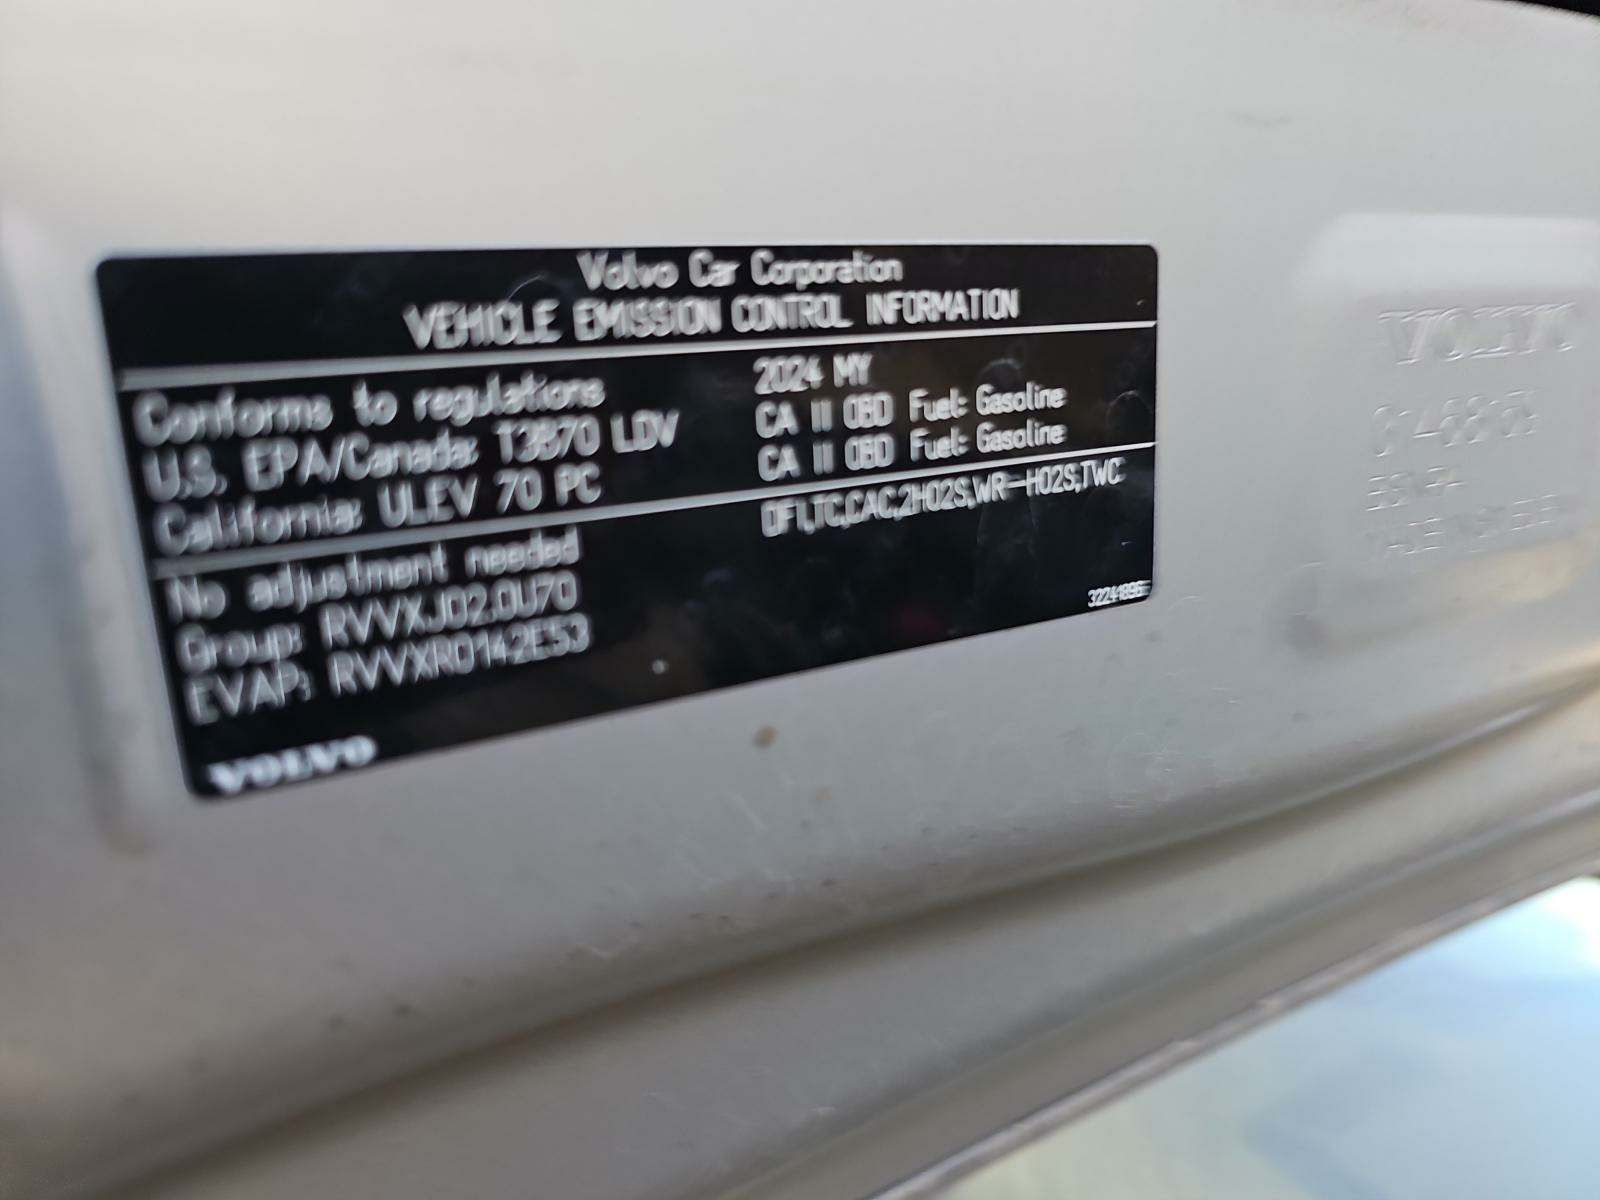 Volvo Car Corporation
VEHICLE EMISSION CONTROL INFORMATION
Conforms to regulations
U.S. EPA/Canada: T3B70 LDV
California: ULEV 70 PC
2024 MY
CA II OBD Fuel: Gasoline
CA II OBD Fuel: Gasoline
No adjustment needed
Group: RVVXJ02.0U70
EVAP: RVVXR0142E53
DFI,TC,CAC,2HO2S,WR-HO2S,TWC
VOLVO
VOLVO